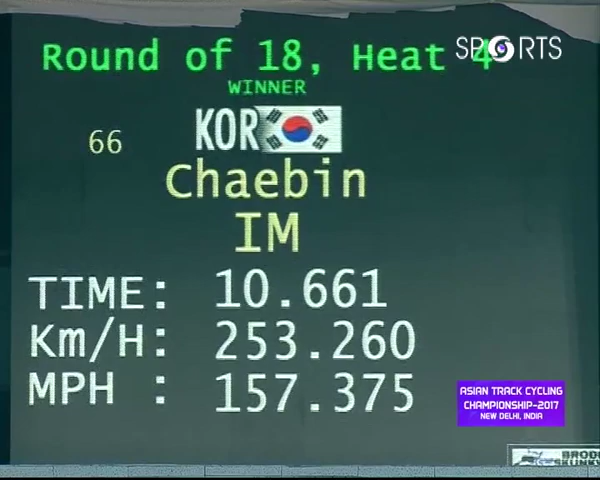 Round of 18, Heat 4
SPORTS
WINNER
66
KOR
Chaebin
IM
TIME: 10.661
Km/H: 253.260
MPH : 157.375
ASIAN TRACK CYCLING
CHAMPIONSHIP-2017
NEW DELHI, INDIA